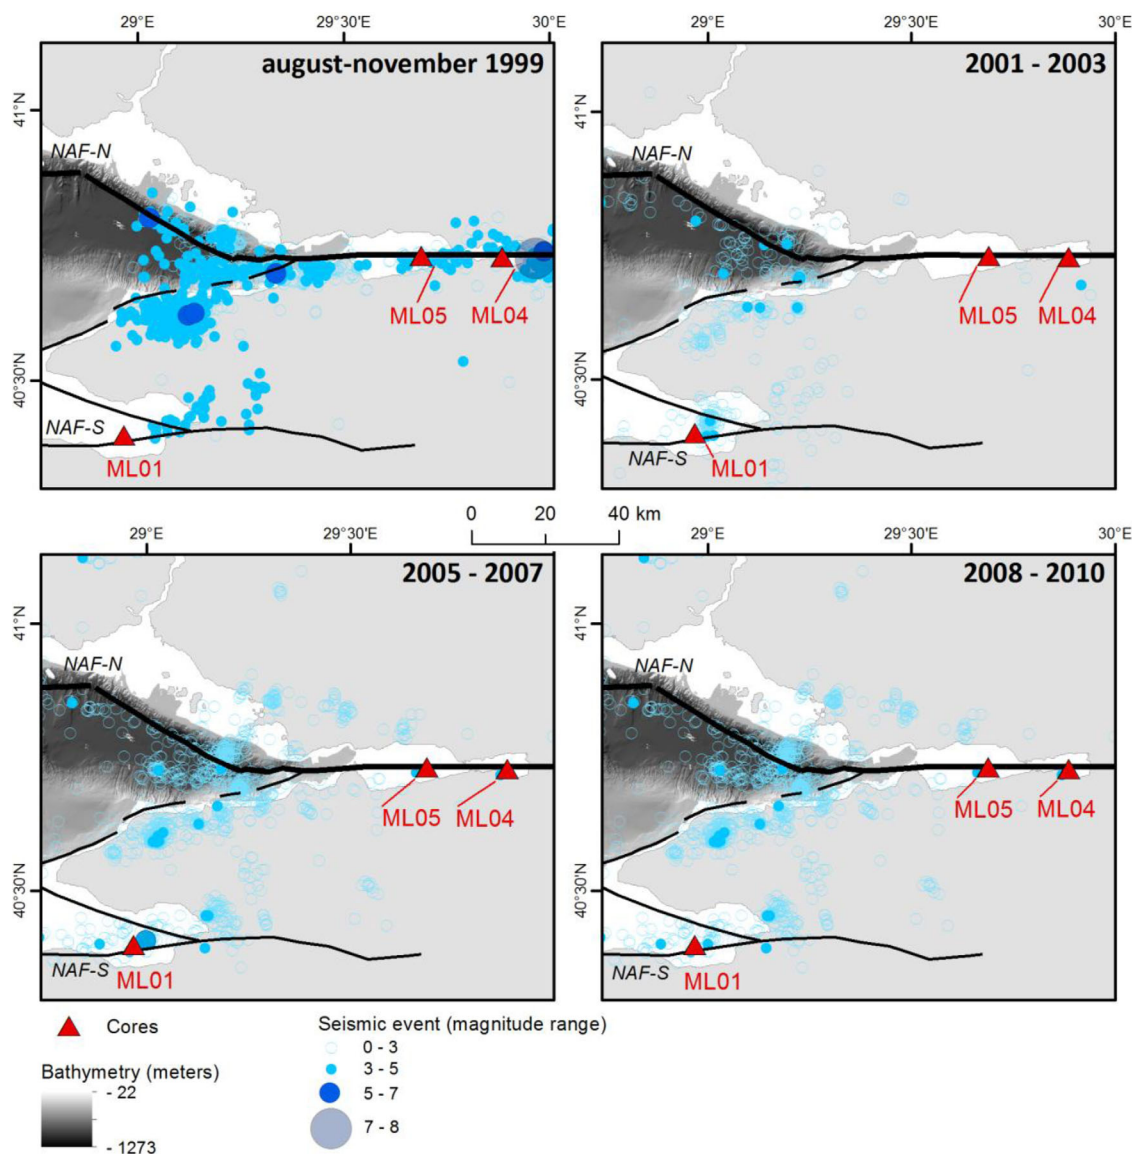 29°E 29°30'E 30°E
august-november 1999
41°N
NAF-N
ML05 ML04
40°30'N
NAF-S
ML01
29°E 29°30'E 30°E
2001 - 2003
41°N
NAF-N
ML05 ML04
40°30'N
NAF-S
ML01
0 20 40 km
29°E 29°30'E
2005 - 2007
41°N
NAF-N
ML05 ML04
40°30'N
NAF-S
ML01
29°E 29°30'E 30°E
2008 - 2010
41°N
NAF-N
ML05 ML04
40°30'N
NAF-S
ML01
Cores
Bathymetry (meters)
- 22
- 1273
Seismic event (magnitude range)
0 - 3
3 - 5
5 - 7
7 - 8